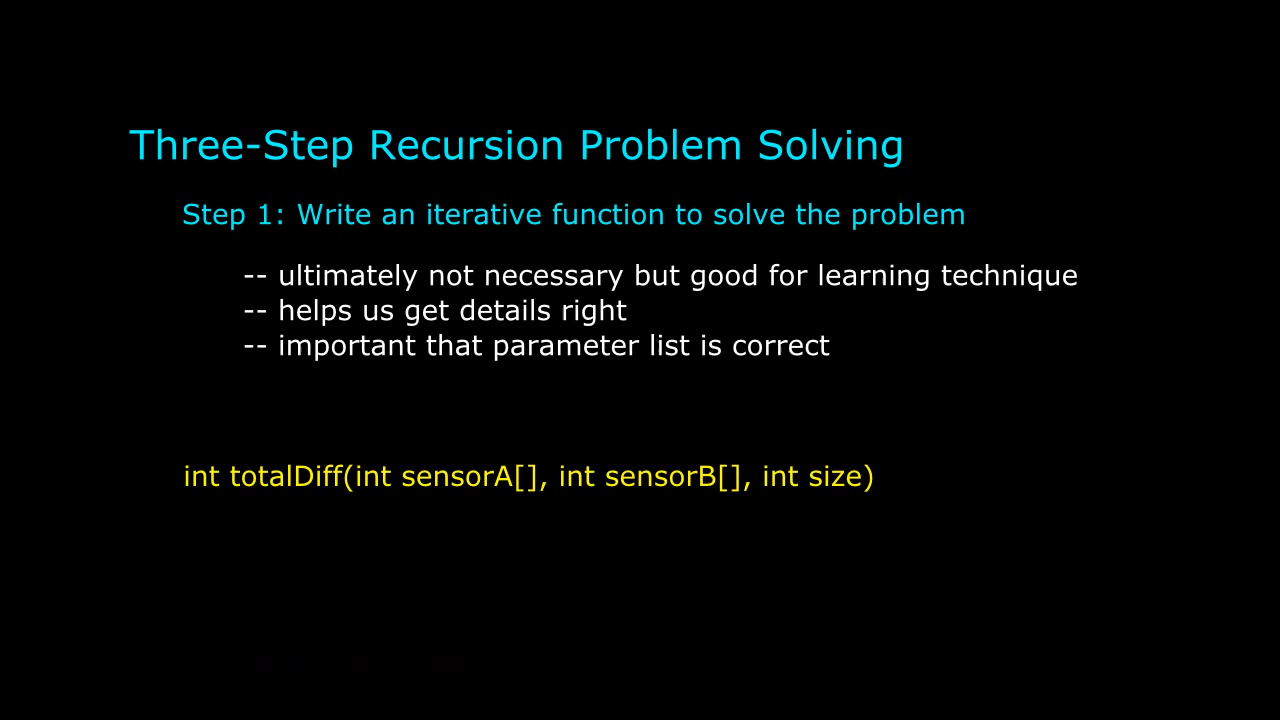 Three-Step Recursion Problem Solving
Step 1: Write an iterative function to solve the problem
-- ultimately not necessary but good for learning technique
-- helps us get details right
-- important that parameter list is correct
int totalDiff(int sensorA[], int sensorB[], int size)